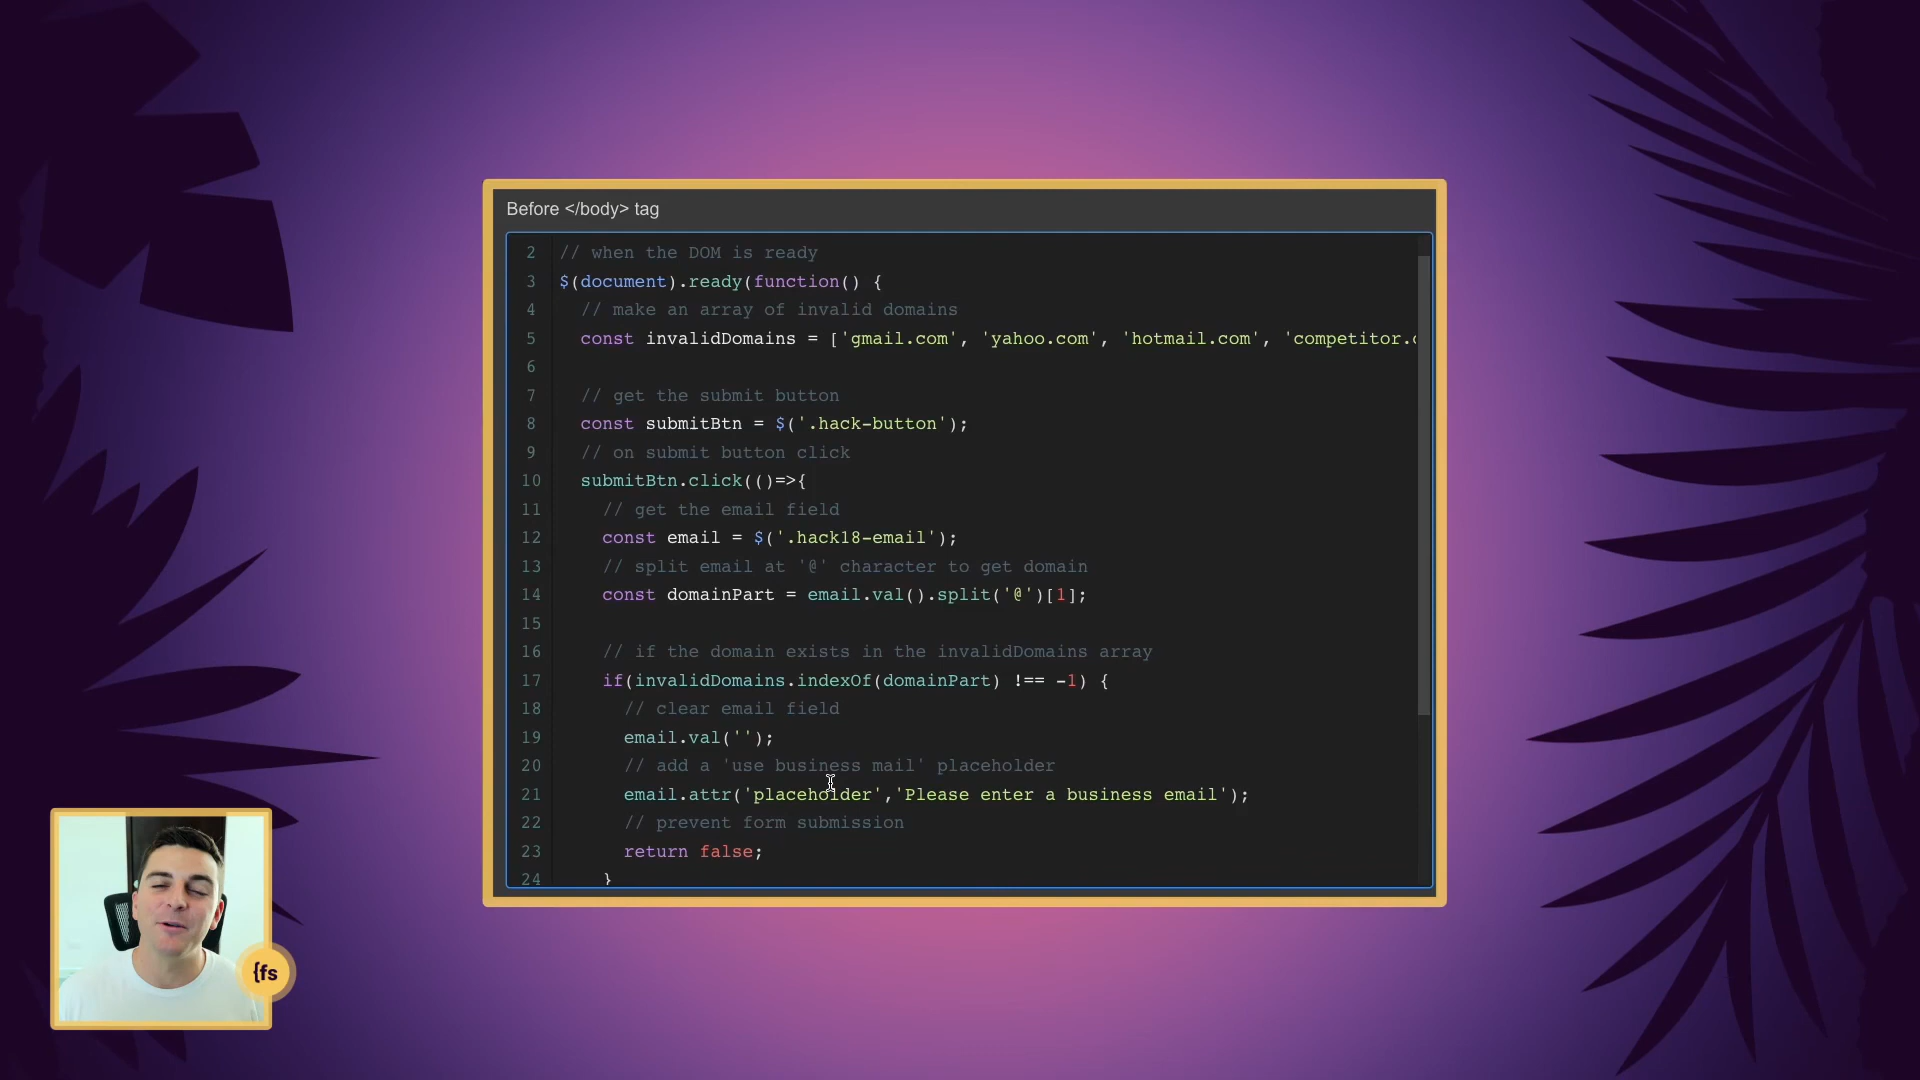 Before </body> tag
2 // when the DOM is ready
3 $(document).ready(function() {
4 // make an array of invalid domains
5 const invalidDomains = ['gmail.com', 'yahoo.com', 'hotmail.com', 'competitor.
6
7 // get the submit button
8 const submitBtn = $('.hack-button');
9 // on submit button click
10 submitBtn.click(()=>{
11 // get the email field
12 const email = $('.hack18-email');
13 // split email at '@' character to get domain
14 const domainPart = email.val().split('@')[1];
15
16 // if the domain exists in the invalidDomains array
17 if(invalidDomains.indexOf(domainPart) !== -1) {
18 // clear email field
19 email.val('');
20 // add a 'use business mail' placeholder
21 email.attr('placeholder','Please enter a business email');
22 // prevent form submission
23 return false;
24 }
{fs